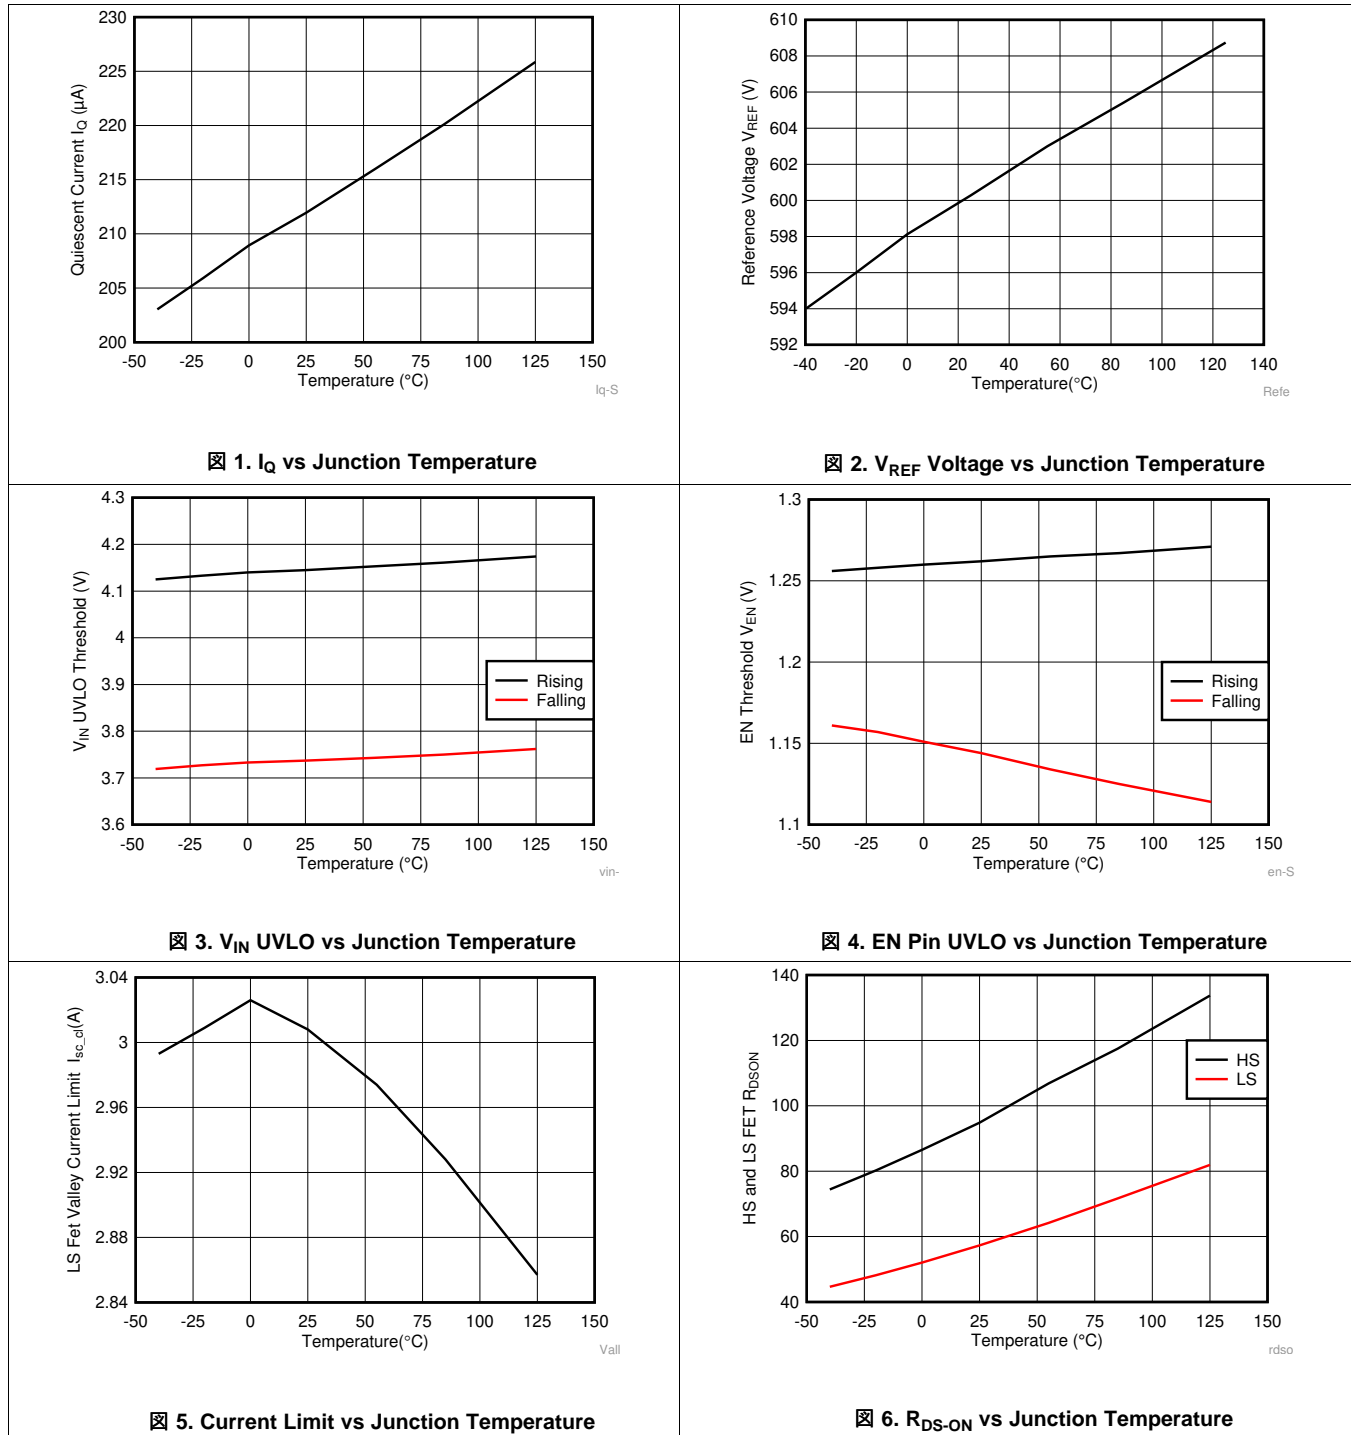 230
225
220
215
210
205
200
-50 -25 0 25 50 75 100 125 150
Quiescent Current IQ (µA)
Temperature (°C)
Iq-S
図 1. IQ vs Junction Temperature
610
608
606
604
602
600
598
596
594
592
-40 -20 0 20 40 60 80 100 120 140
Reference Voltage VREF (V)
Temperature(°C)
Refe
図 2. VREF Voltage vs Junction Temperature
4.3
4.2
4.1
4
3.9
3.8
3.7
3.6
-50 -25 0 25 50 75 100 125 150
VIN UVLO Threshold (V)
Rising
Falling
Temperature (°C)
vin-
図 3. VIN UVLO vs Junction Temperature
1.3
1.25
1.2
1.15
1.1
-50 -25 0 25 50 75 100 125 150
EN Threshold VEN (V)
Rising
Falling
Temperature (°C)
en-S
図 4. EN Pin UVLO vs Junction Temperature
3.04
3
2.96
2.92
2.88
2.84
-50 -25 0 25 50 75 100 125 150
LS Fet Valley Current Limit Isc_cl(A)
Temperature(°C)
Vall
図 5. Current Limit vs Junction Temperature
140
120
100
80
60
40
-50 -25 0 25 50 75 100 125 150
HS and LS FET RDSON
HS
LS
Temperature (°C)
rdso
図 6. RDS-ON vs Junction Temperature